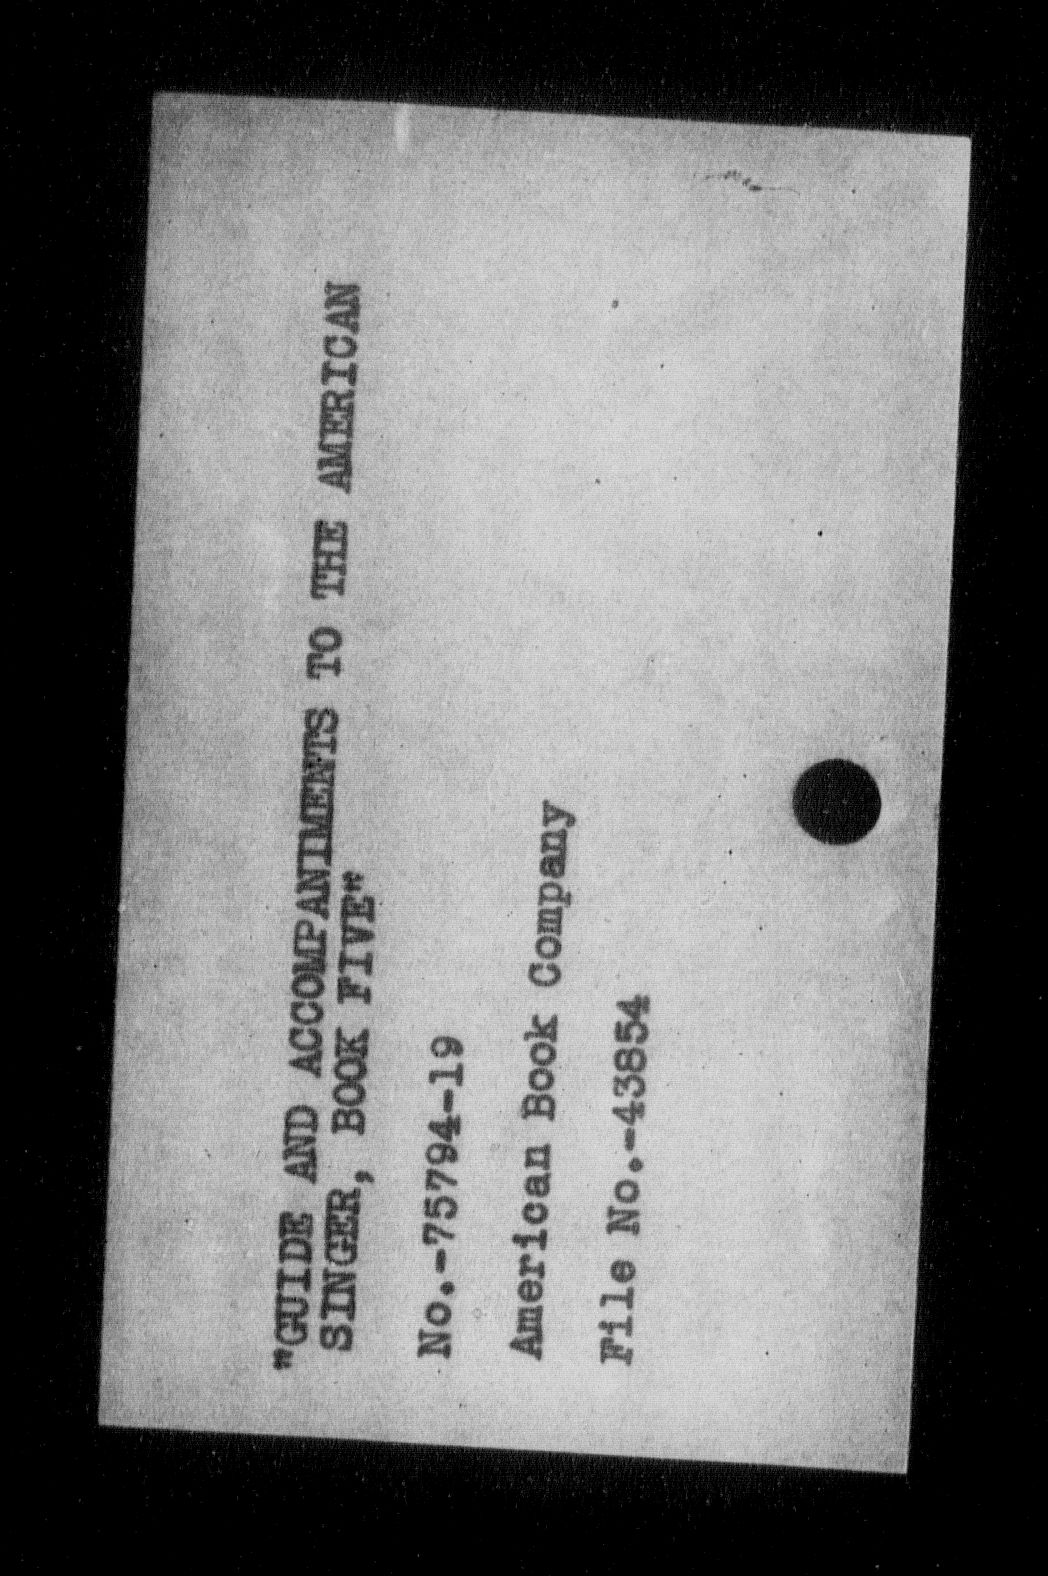 "GUIDE AND ACCOMPANIMENTS TO THE AMERICAN
SINGER, BOOK FIVE"
No.-75794-19
American Book Company
File No.-43854